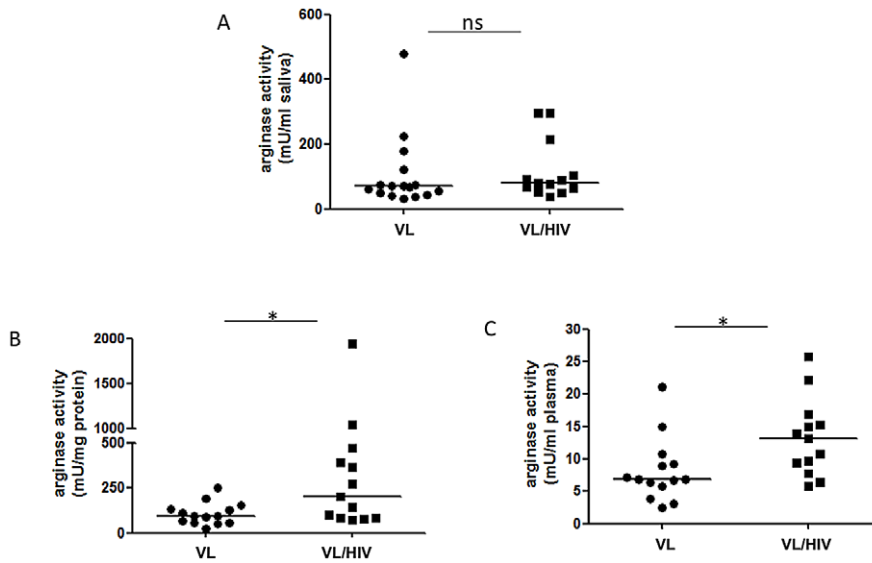 A
ns
arginase activity
(mU/ml saliva)
600
400
200
0
VL
VL/HIV
B
*
arginase activity
(mU/mg protein)
2000
1500
1000
500
250
0
VL
VL/HIV
C
*
arginase activity
(mU/ml plasma)
30
25
20
15
10
5
0
VL
VL/HIV